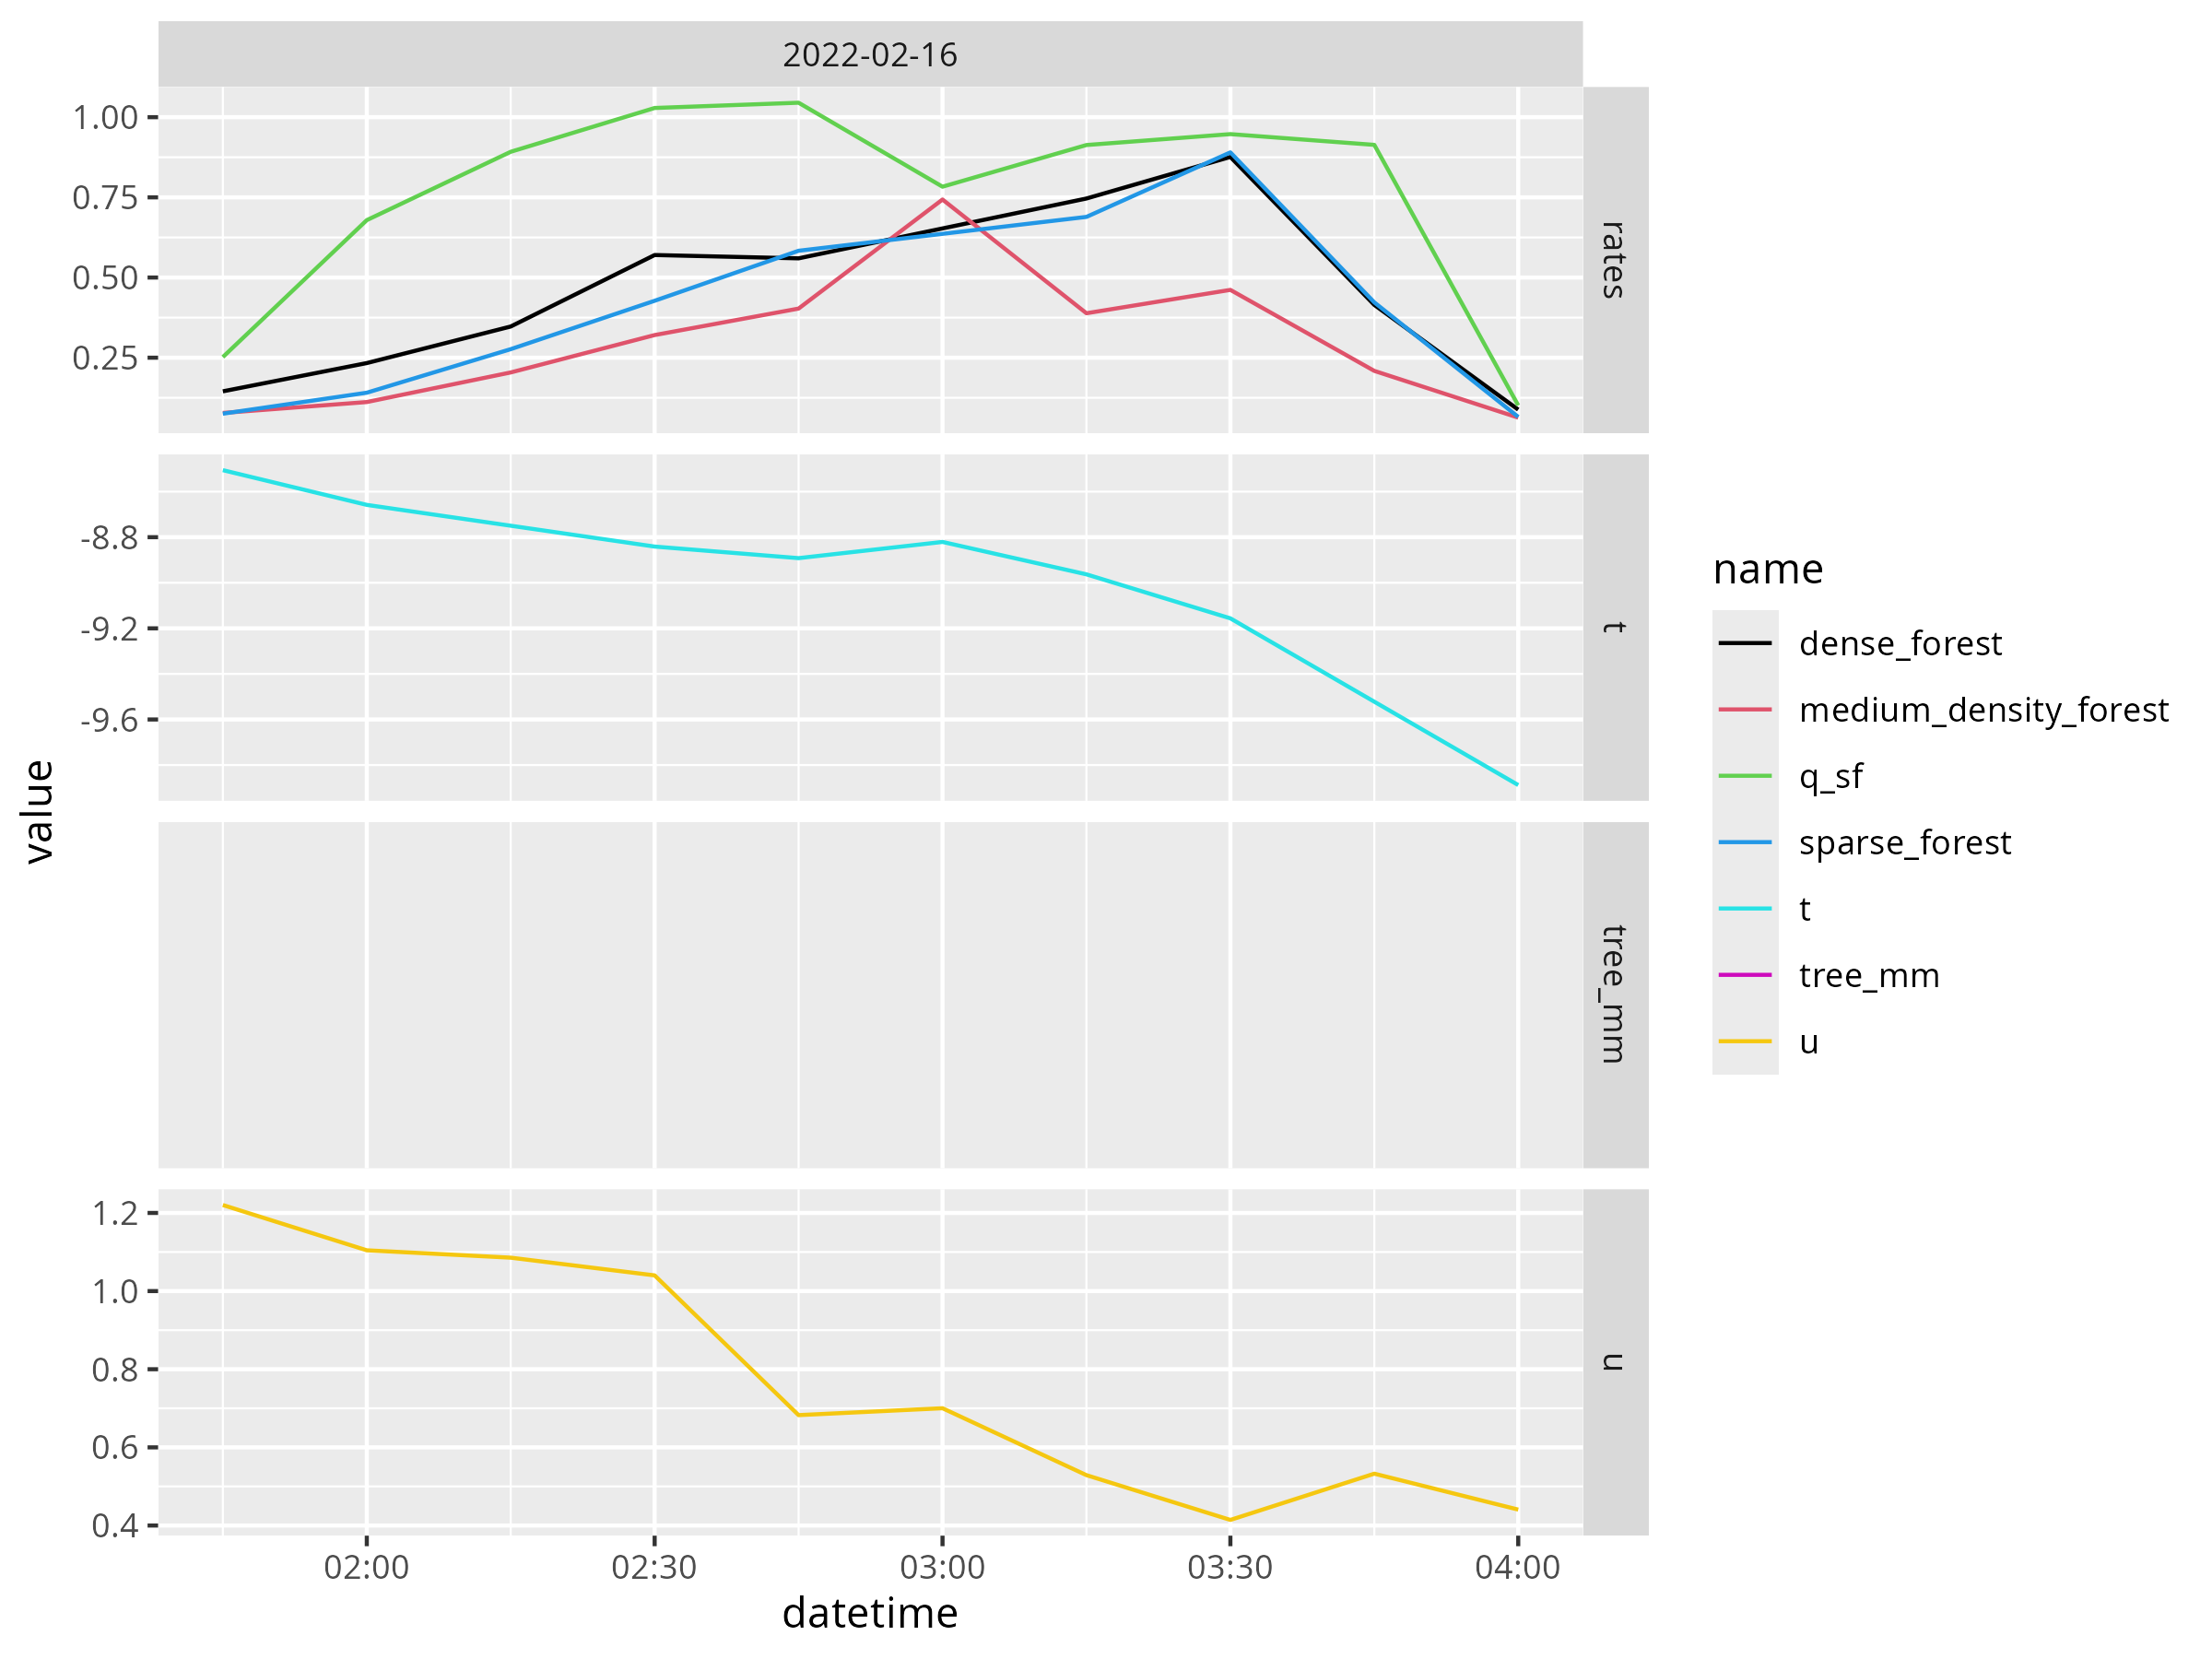 2022-02-16
1.00
0.75
0.50
0.25
rates
-8.8
-9.2
-9.6
t
tree_mm
1.2
1.0
0.8
0.6
0.4
u
02:00 02:30 03:00 03:30 04:00
datetime
value
name
dense_forest
medium_density_forest
q_sf
sparse_forest
t
tree_mm
u